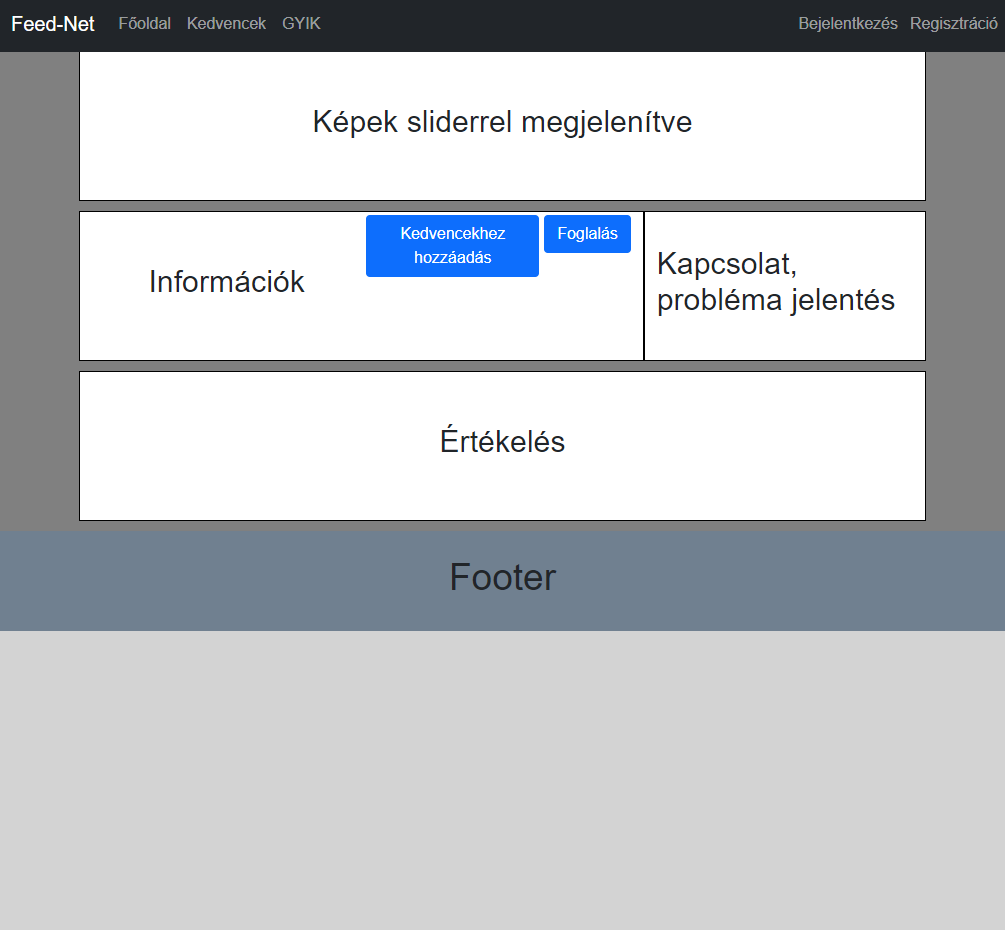 Feed-Net Főoldal Kedvencek GYIK Bejelentkezés Regisztráció
Képek sliderrel megjelenítve
Információk
Kedvencekhez
hozzáadás
Foglalás
Kapcsolat,
probléma jelentés
Értékelés
Footer